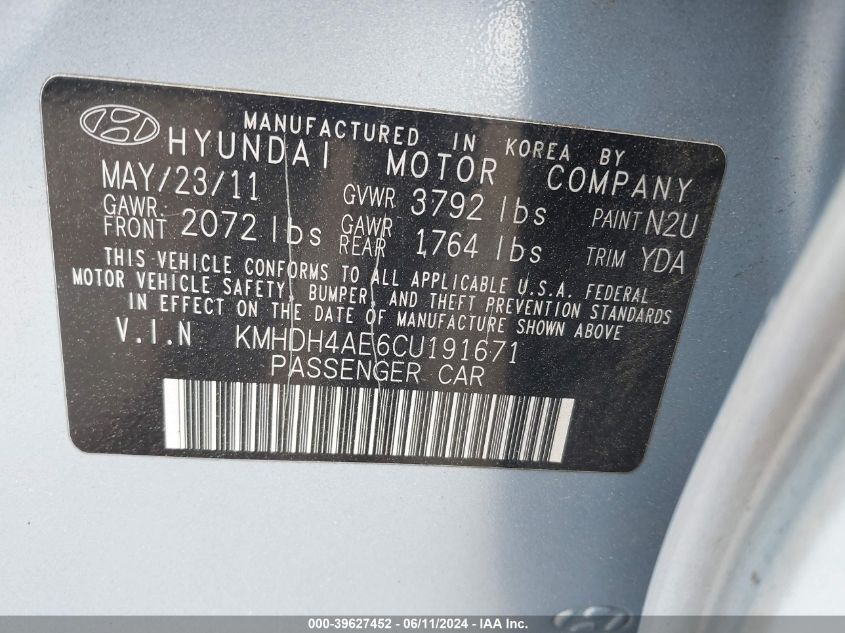 MANUFACTURED IN KOREA BY
HYUNDAI MOTOR COMPANY
MAY/23/11 GVWR 3792 lbs PAINT N2U
GAWR FRONT 2072 lbs GAWR REAR 1764 lbs TRIM YDA
THIS VEHICLE CONFORMS TO ALL APPLICABLE U.S.A. FEDERAL
MOTOR VEHICLE SAFETY, BUMPER, AND THEFT PREVENTION STANDARDS
IN EFFECT ON THE DATE OF MANUFACTURE SHOWN ABOVE
V.I.N KMHDH4AE6CU191671
PASSENGER CAR
000-39627452 - 06/11/2024 - IAA Inc.